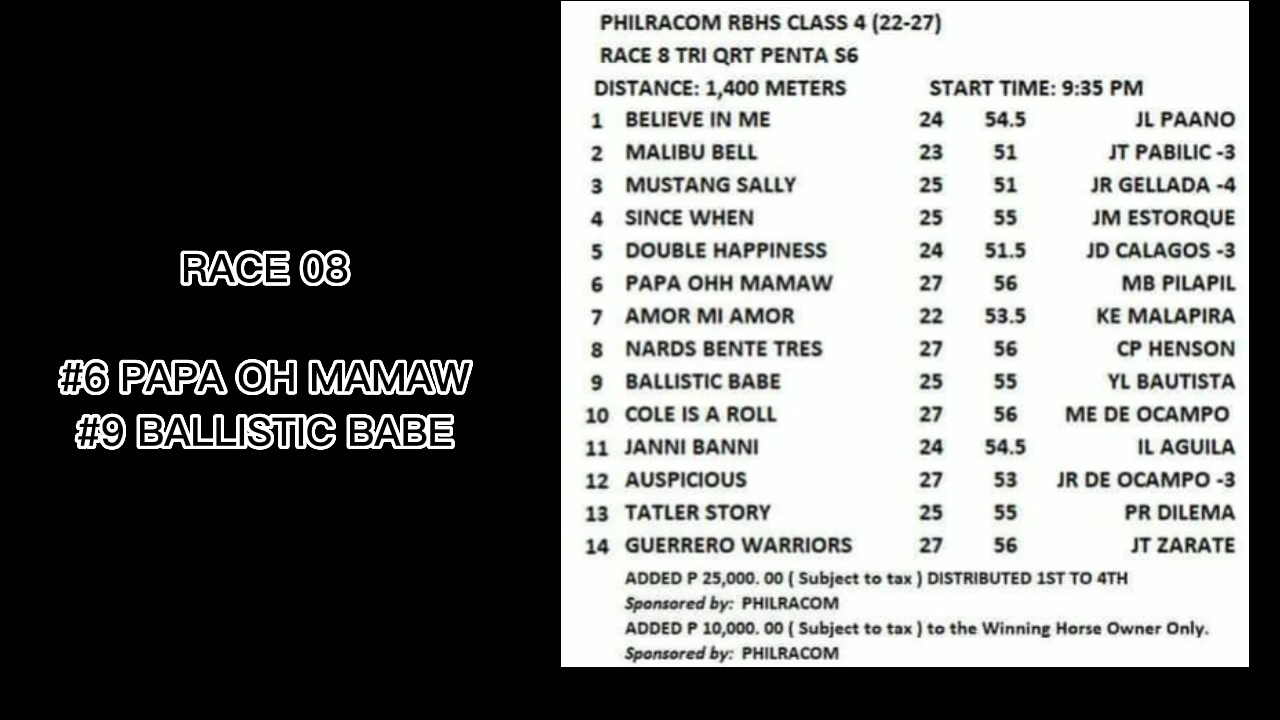 RACE 08
#6 PAPA OH MAMAW
#9 BALLISTIC BABE
PHILRACOM RBHS CLASS 4 (22-27)
RACE 8 TRI QRT PENTA S6
DISTANCE: 1,400 METERS START TIME: 9:35 PM
1 BELIEVE IN ME 24 54.5 JL PAANO
2 MALIBU BELL 23 51 JT PABILIC -3
3 MUSTANG SALLY 25 51 JR GELLADA -4
4 SINCE WHEN 25 55 JM ESTORQUE
5 DOUBLE HAPPINESS 24 51.5 JD CALAGOS -3
6 PAPA OHH MAMAW 27 56 MB PILAPIL
7 AMOR MI AMOR 22 53.5 KE MALAPIRA
8 NARDS BENTE TRES 27 56 CP HENSON
9 BALLISTIC BABE 25 55 YL BAUTISTA
10 COLE IS A ROLL 27 56 ME DE OCAMPO
11 JANNI BANNI 24 54.5 IL AGUILA
12 AUSPICIOUS 27 53 JR DE OCAMPO -3
13 TATLER STORY 25 55 PR DILEMA
14 GUERRERO WARRIORS 27 56 JT ZARATE
ADDED P 25,000. 00 ( Subject to tax ) DISTRIBUTED 1ST TO 4TH
Sponsored by: PHILRACOM
ADDED P 10,000. 00 ( Subject to tax ) to the Winning Horse Owner Only.
Sponsored by: PHILRACOM